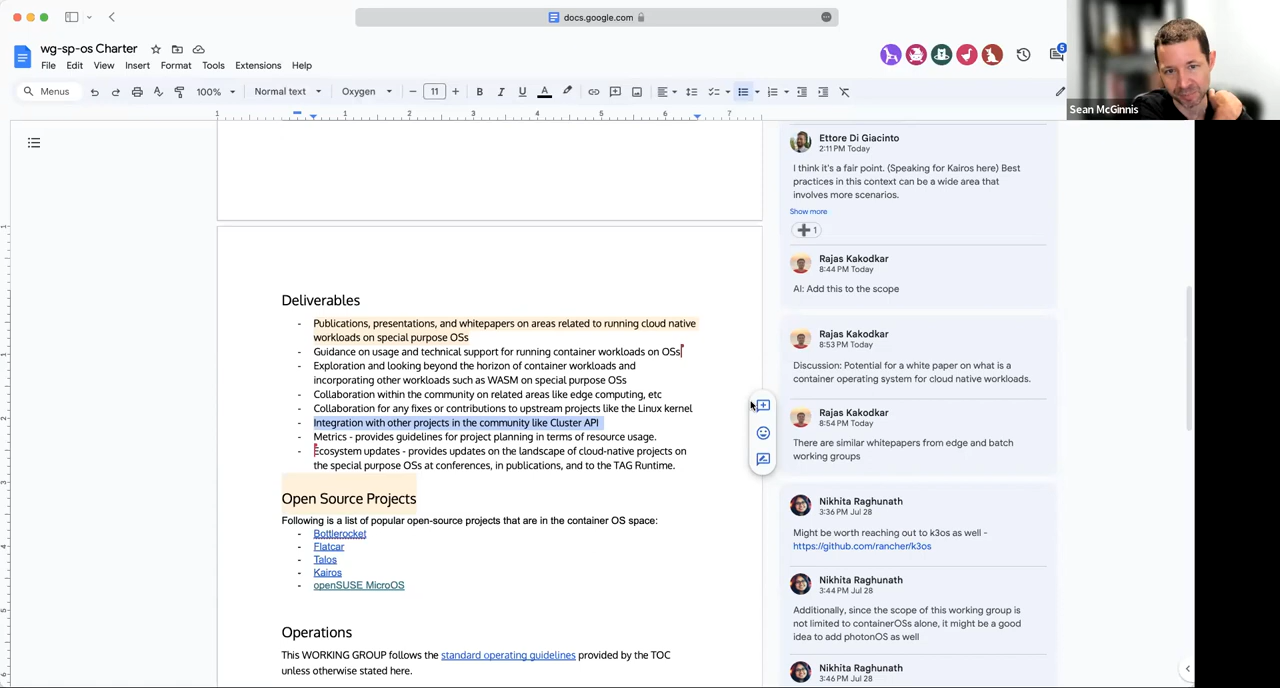 docs.google.com
wg-sp-os Charter
File Edit View Insert Format Tools Extensions Help
5
Menus 100% Normal text Oxygen 11 B I U A
Sean McGinnis
1 1 2 3 4 5 6 7
Deliverables
- Publications, presentations, and whitepapers on areas related to running cloud native
workloads on special purpose OSs
- Guidance on usage and technical support for running container workloads on OSs
- Exploration and looking beyond the horizon of container workloads and
incorporating other workloads such as WASM on special purpose OSs
- Collaboration within the community on related areas like edge computing, etc
- Collaboration for any fixes or contributions to upstream projects like the Linux kernel
- Integration with other projects in the community like Cluster API
- Metrics - provides guidelines for project planning in terms of resource usage.
- Ecosystem updates - provides updates on the landscape of cloud-native projects on
the special purpose OSs at conferences, in publications, and to the TAG Runtime.
Open Source Projects
Following is a list of popular open-source projects that are in the container OS space:
- Bottlerocket
- Flatcar
- Talos
- Kairos
- openSUSE MicroOS
Operations
This WORKING GROUP follows the standard operating guidelines provided by the TOC
unless otherwise stated here.
Ettore Di Giacinto
2:11 PM Today
I think it's a fair point. (Speaking for Kairos here) Best
practices in this context can be a wide area that
involves more scenarios.
Show more
1
Rajas Kakodkar
8:44 PM Today
AI: Add this to the scope
Rajas Kakodkar
8:53 PM Today
Discussion: Potential for a white paper on what is a
container operating system for cloud native workloads.
Rajas Kakodkar
8:54 PM Today
There are similar whitepapers from edge and batch
working groups
Nikhita Raghunath
3:36 PM Jul 28
Might be worth reaching out to k3os as well -
https://github.com/rancher/k3os
Nikhita Raghunath
3:44 PM Jul 28
Additionally, since the scope of this working group is
not limited to containerOSs alone, it might be a good
idea to add photonOS as well
Nikhita Raghunath
3:46 PM Jul 28